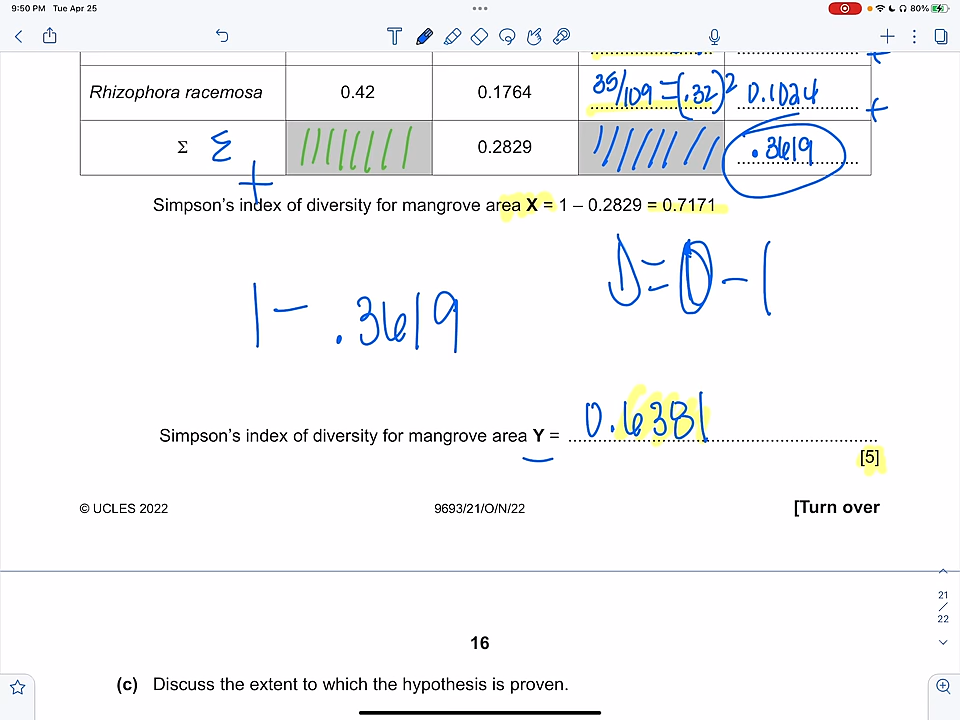 9:50 PM Tue Apr 25
80%
Rhizophora racemosa 0.42 0.1764 35/109 = (.32)² 0.1024 +
Σ Σ 0.2829 .3619
+
Simpson's index of diversity for mangrove area X = 1 – 0.2829 = 0.7171
D = 0 – 1
1 – .3619
Simpson's index of diversity for mangrove area Y = 0.6381
[5]
© UCLES 2022 9693/21/O/N/22 [Turn over
21
/
22
16
(c) Discuss the extent to which the hypothesis is proven.